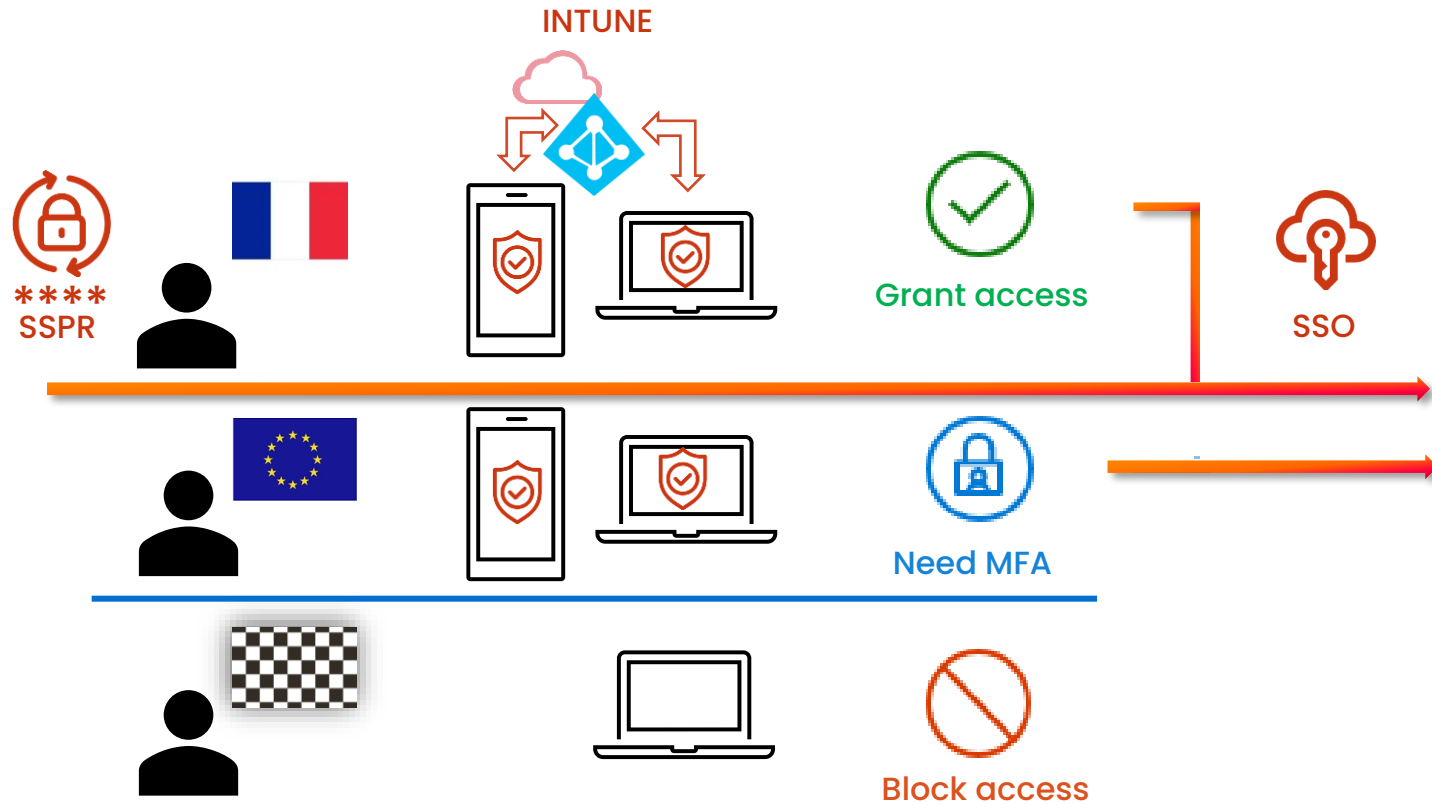 INTUNE
****
SSPR
Grant access
SSO
Need MFA
Block access